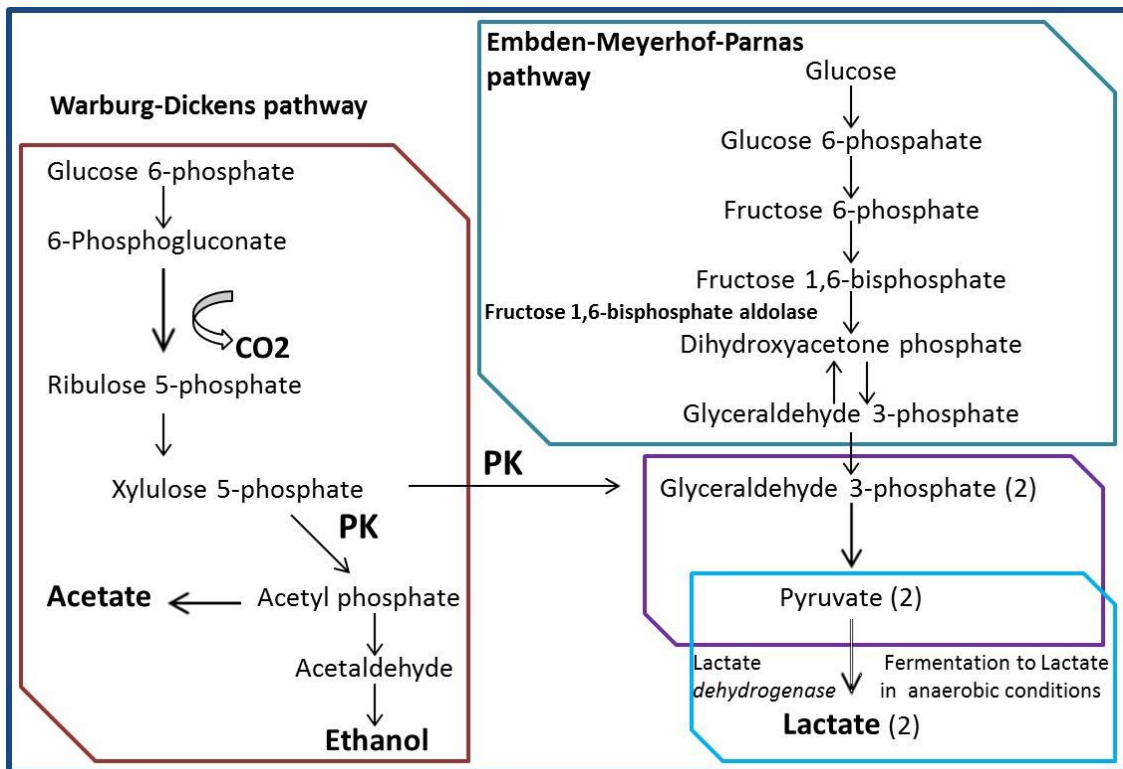 Warburg-Dickens pathway
Glucose 6-phosphate
6-Phosphogluconate
CO2
Ribulose 5-phosphate
Xylulose 5-phosphate
PK
PK
Acetate
Acetyl phosphate
Acetaldehyde
Ethanol
Embden-Meyerhof-Parnas
pathway
Glucose
Glucose 6-phospahate
Fructose 6-phosphate
Fructose 1,6-bisphosphate
Fructose 1,6-bisphosphate aldolase
Dihydroxyacetone phosphate
Glyceraldehyde 3-phosphate
Glyceraldehyde 3-phosphate (2)
Pyruvate (2)
Lactate
dehydrogenase
Fermentation to Lactate
in anaerobic conditions
Lactate (2)